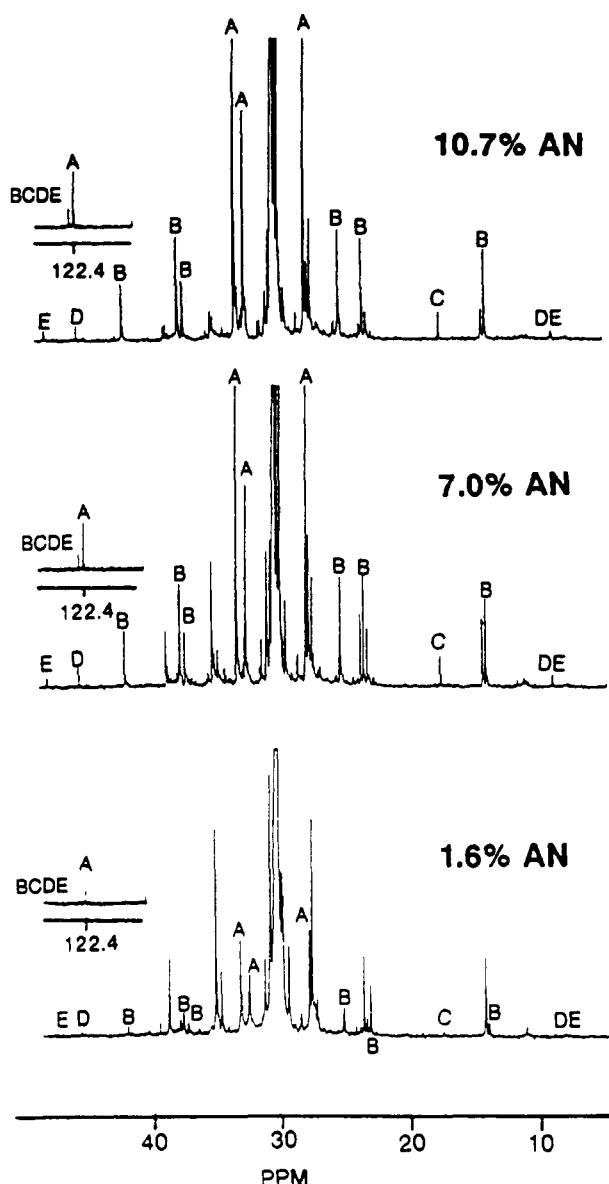 A A A
10.7% AN
A
BCDE
122.4
B B B B B B
E D C DE
A A A
7.0% AN
A
BCDE
122.4
B B B B B B
E D C DE
1.6% AN
A
BCDE
122.4
A A A
E D B B B B C B DE
B
40 30 20 10
PPM